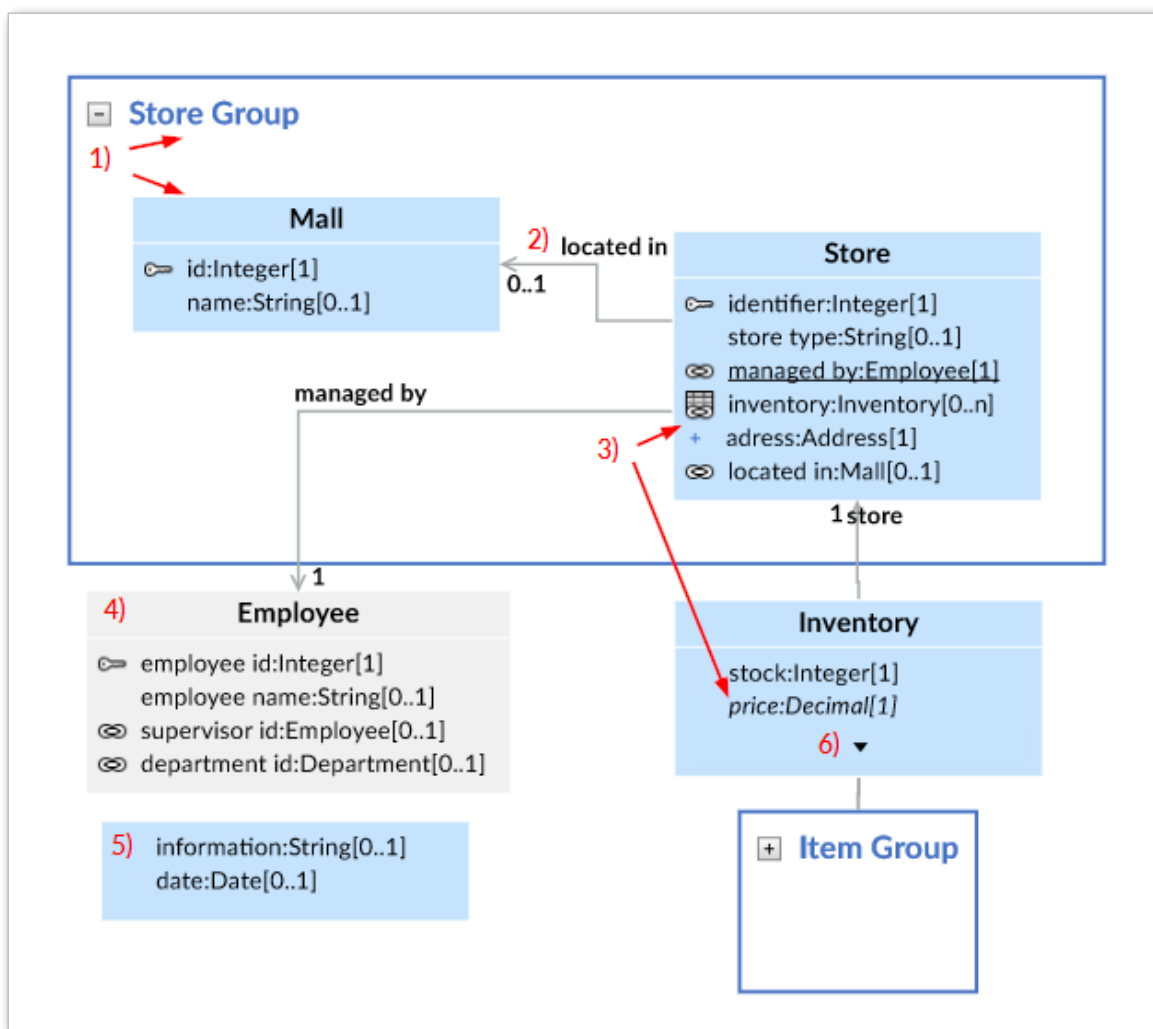 Store Group
1)
Mall
id:Integer[1]
name:String[0..1]
2) located in
0..1
Store
identifier:Integer[1]
store type:String[0..1]
managed by:Employee[1]
inventory:Inventory[0..n]
adress:Address[1]
located in:Mall[0..1]
managed by
3)
1 store
1
4) Employee
employee id:Integer[1]
employee name:String[0..1]
supervisor id:Employee[0..1]
department id:Department[0..1]
Inventory
stock:Integer[1]
price:Decimal[1]
6)
5) information:String[0..1]
date:Date[0..1]
Item Group